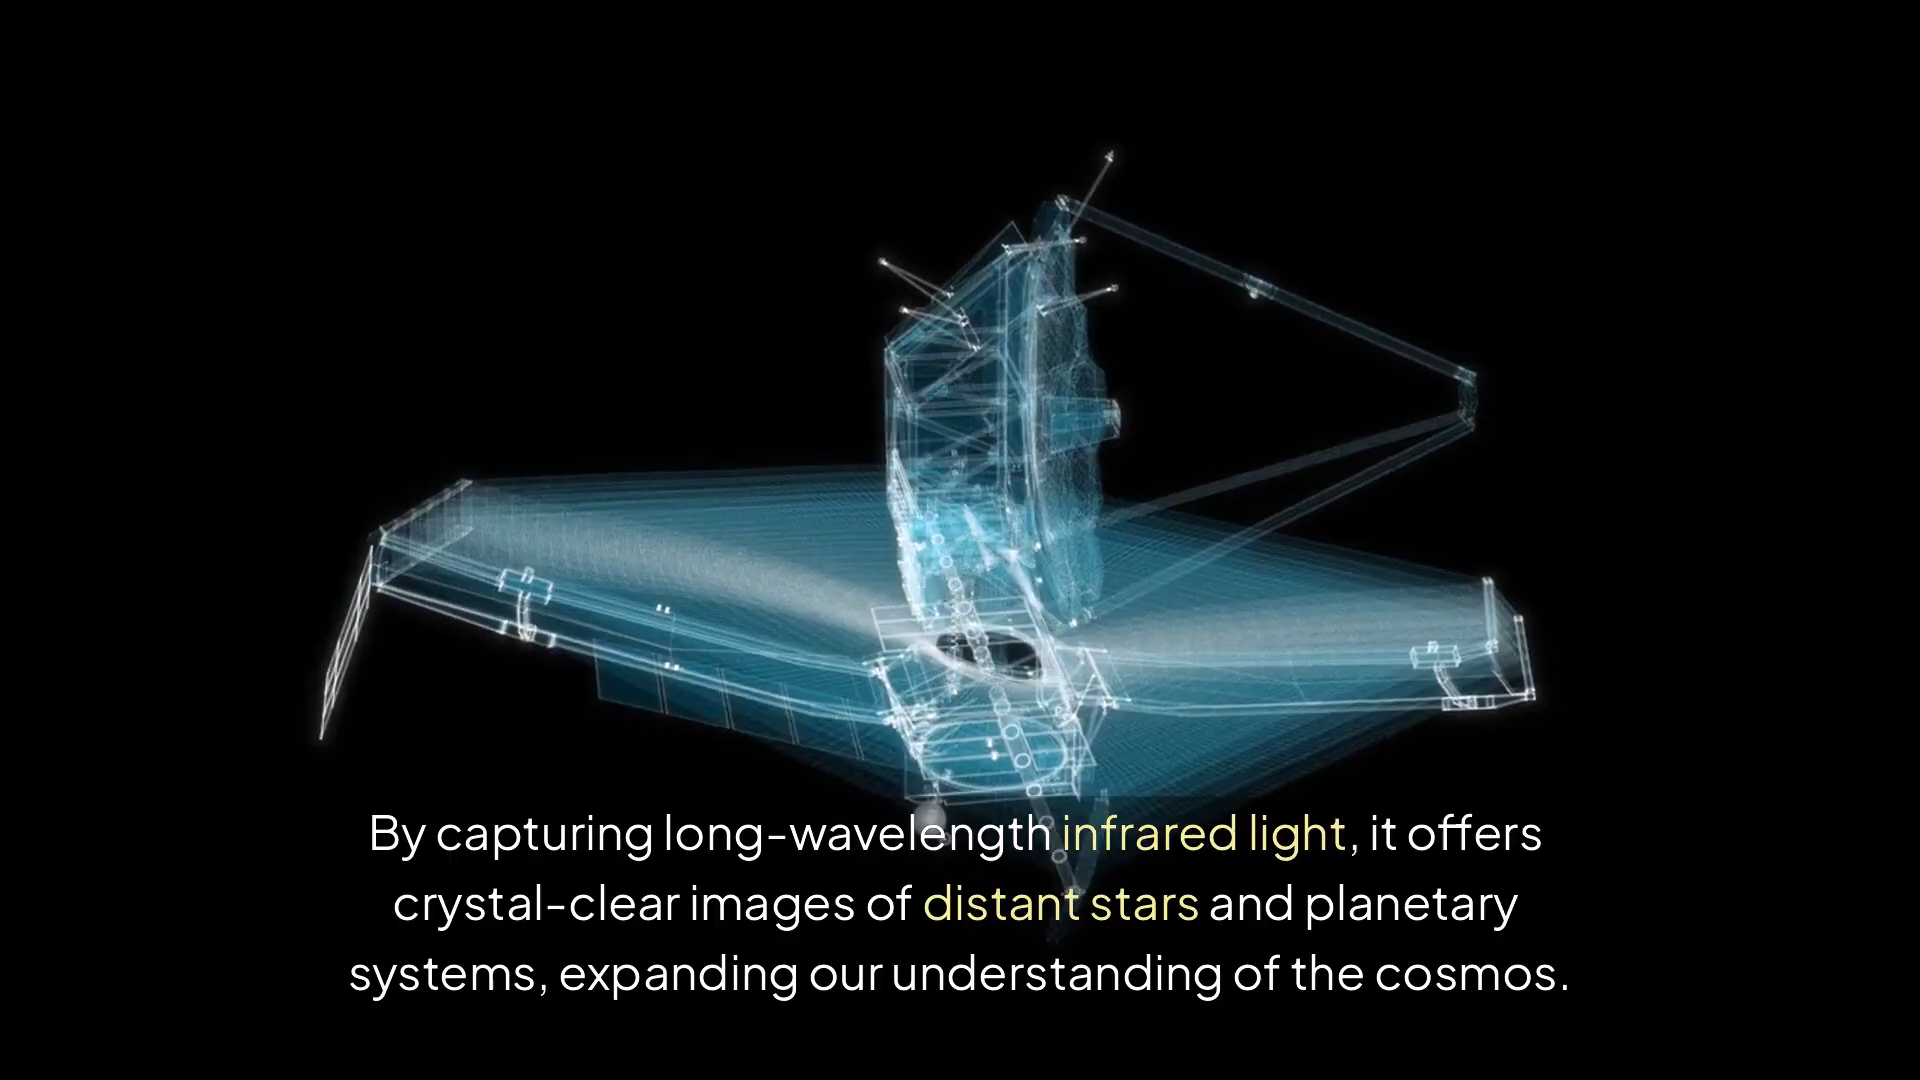 By capturing long-wavelength infrared light, it offers
crystal-clear images of distant stars and planetary
systems, expanding our understanding of the cosmos.